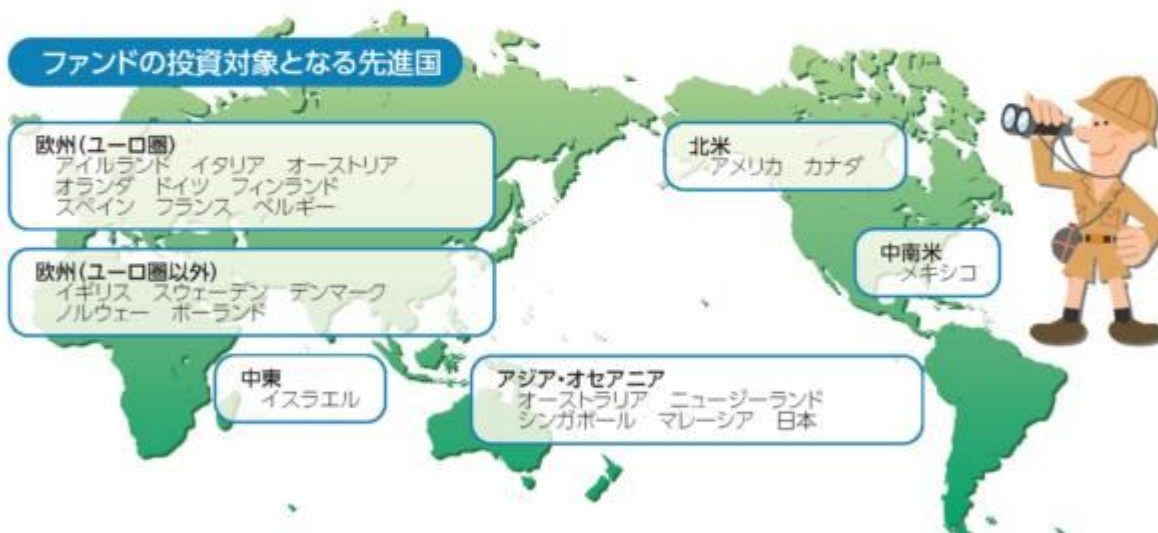 ファンドの投資対象となる先進国
欧州(ユーロ圏)
アイルランド　イタリア　オーストリア
オランダ　ドイツ　フィンランド
スペイン　フランス　ベルギー
北米
アメリカ　カナダ
欧州(ユーロ圏以外)
イギリス　スウェーデン　デンマーク
ノルウェー　ポーランド
中南米
メキシコ
中東
イスラエル
アジア・オセアニア
オーストラリア　ニュージーランド
シンガポール　マレーシア　日本